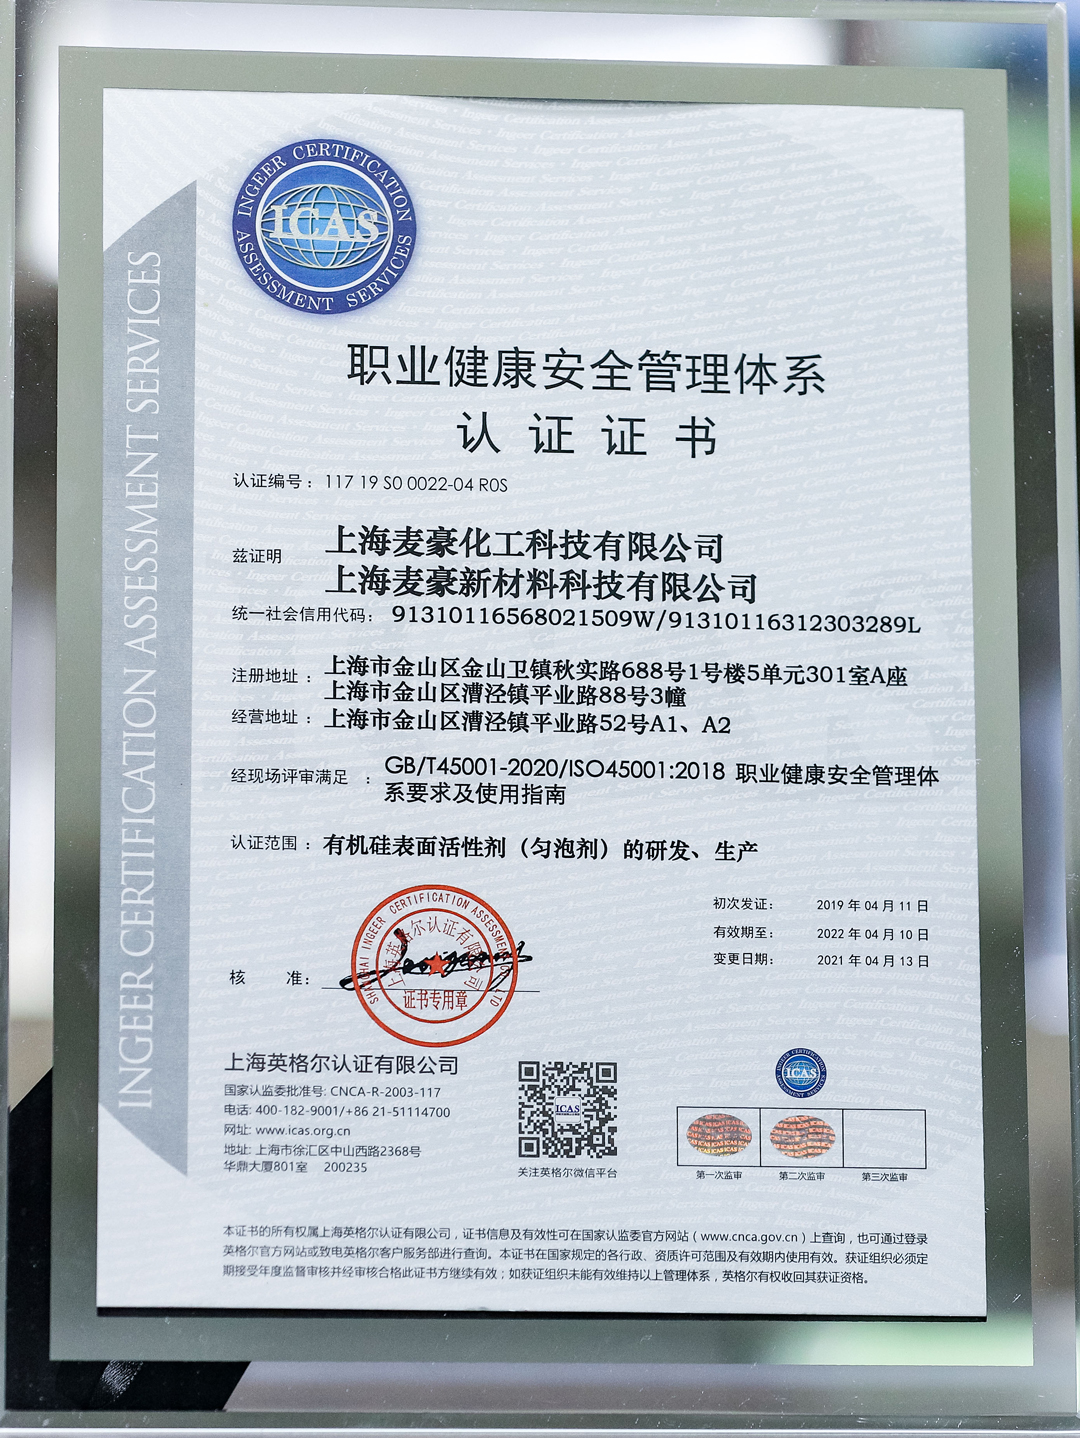 INGEER CERTIFICATION
ICAS
ASSESSMENT SERVICES
INGEER CERTIFICATION ASSESSMENT SERVICES
职业健康安全管理体系
认证证书
认证编号：117 19 S0 0022-04 R0S
兹证明
上海麦豪化工科技有限公司
上海麦豪新材料科技有限公司
统一社会信用代码： 91310116568021509W/91310116312303289L
注册地址：上海市金山区金山卫镇秋实路688号1号楼5单元301室A座
上海市金山区漕泾镇平业路88号3幢
经营地址：上海市金山区漕泾镇平业路52号A1、A2
经现场评审满足：GB/T45001-2020/ISO45001:2018 职业健康安全管理体
系要求及使用指南
认证范围：有机硅表面活性剂（匀泡剂）的研发、生产
初次发证： 2019 年 04 月 11 日
有效期至： 2022 年 04 月 10 日
变更日期： 2021 年 04 月 13 日
核 准：
SHANGHAI INGEER CERTIFICATION ASSESSMENT
LTD
上海英格尔认证有限公司
证书专用章
上海英格尔认证有限公司
国家认监委批准号: CNCA-R-2003-117
电话: 400-182-9001/+86 21-51114700
网址: www.icas.org.cn
地址: 上海市徐汇区中山西路2368号
华鼎大厦801室 200235
ICAS
关注英格尔微信平台
ICAS
第一次监审 第二次监审 第三次监审
本证书的所有权属上海英格尔认证有限公司，证书信息及有效性可在国家认监委官方网站（www.cnca.gov.cn）上查询，也可通过登录
英格尔官方网站或致电英格尔客户服务部进行查询。本证书在国家规定的各行政、资质许可范围及有效期内使用有效。获证组织必须定
期接受年度监督审核并经审核合格此证书方继续有效；如获证组织未能有效维持以上管理体系，英格尔有权收回其获证资格。